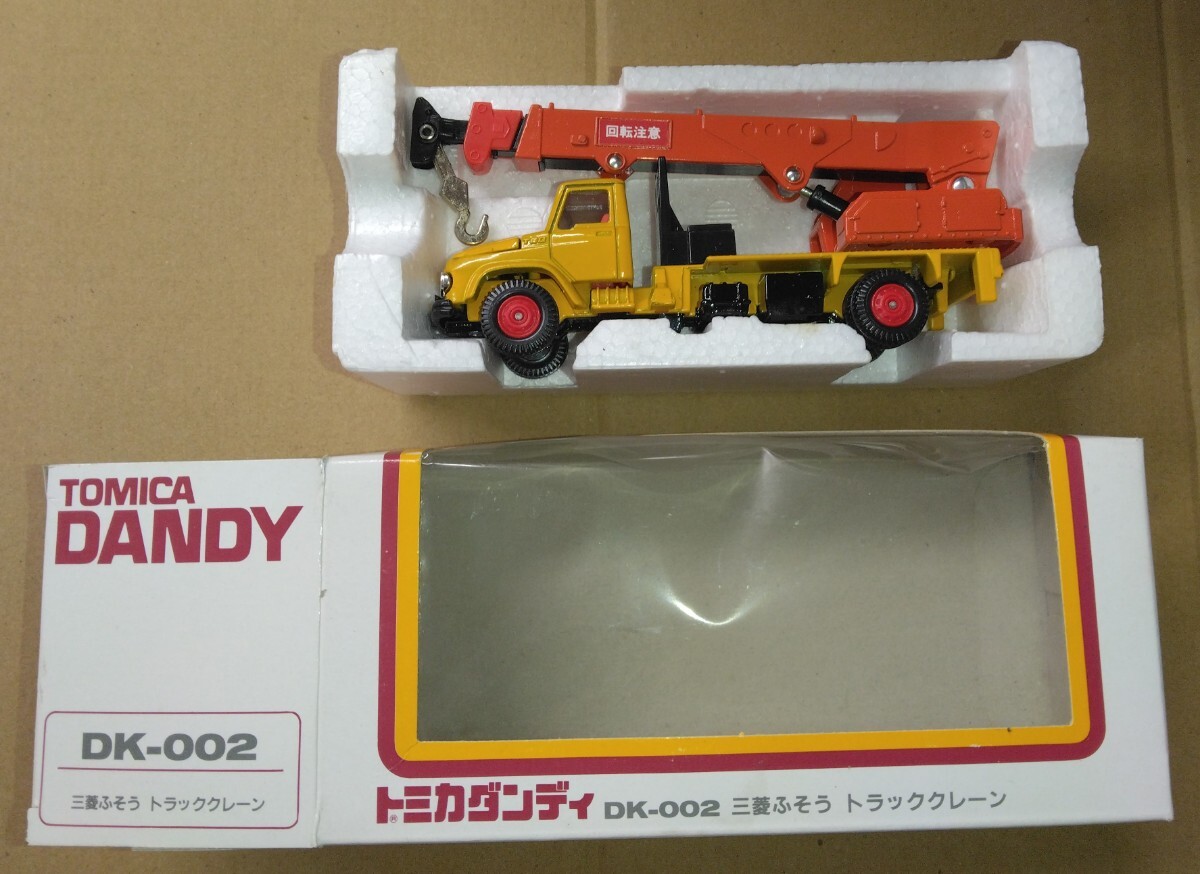 回転注意
TOMICA
DANDY
DK-002
三菱ふそう トラッククレーン
トミカダンディ® DK-002 三菱ふそう トラッククレーン